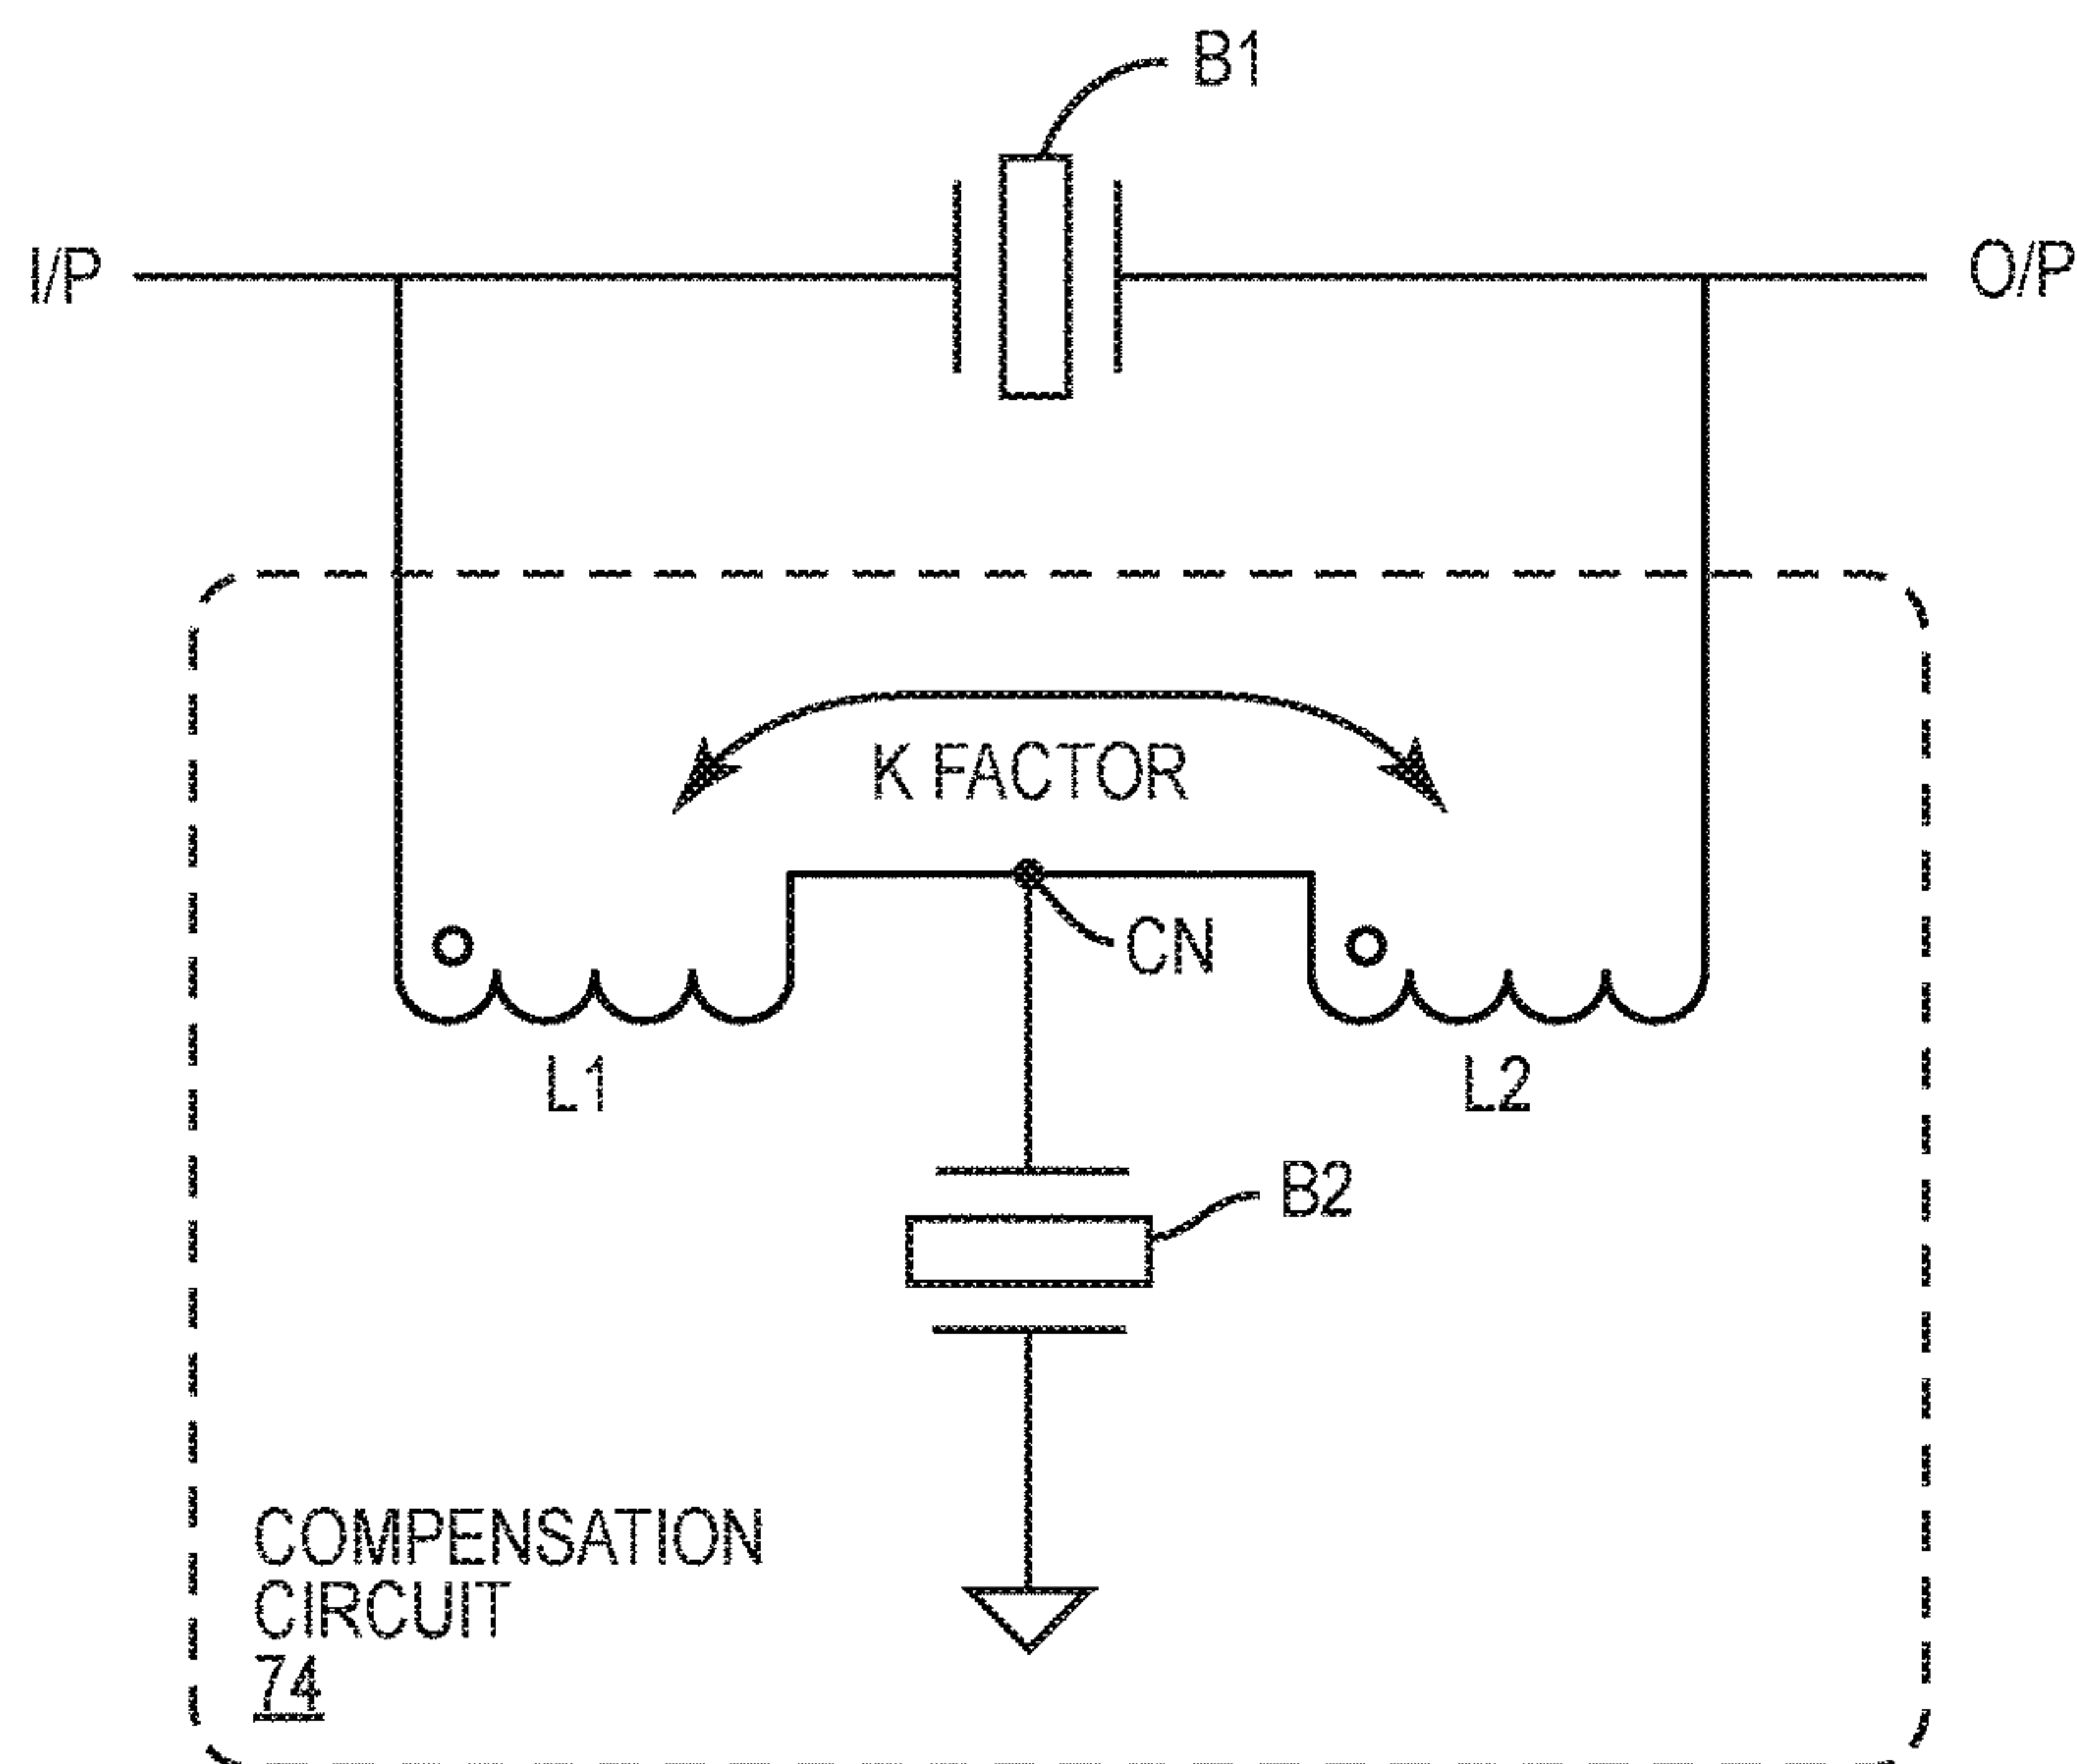 B1
I/P
O/P
K FACTOR
CN
L1
L2
B2
COMPENSATION
CIRCUIT
74